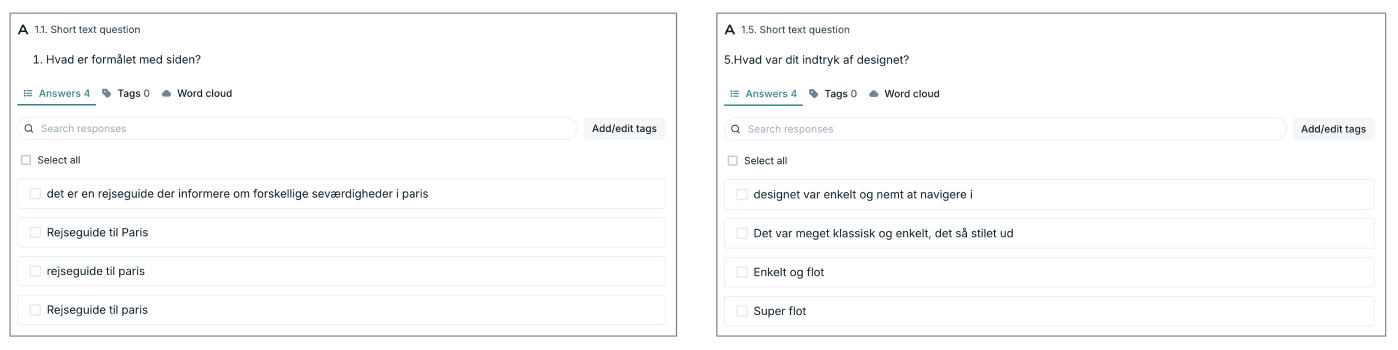 A 1.1. Short text question
1. Hvad er formålet med siden?
Answers 4 Tags 0 Word cloud
Search responses Add/edit tags
Select all
det er en rejseguide der informere om forskellige seværdigheder i paris
Rejseguide til Paris
rejseguide til paris
Rejseguide til paris
A 1.5. Short text question
5.Hvad var dit indtryk af designet?
Answers 4 Tags 0 Word cloud
Search responses Add/edit tags
Select all
designet var enkelt og nemt at navigere i
Det var meget klassisk og enkelt, det så stilet ud
Enkelt og flot
Super flot